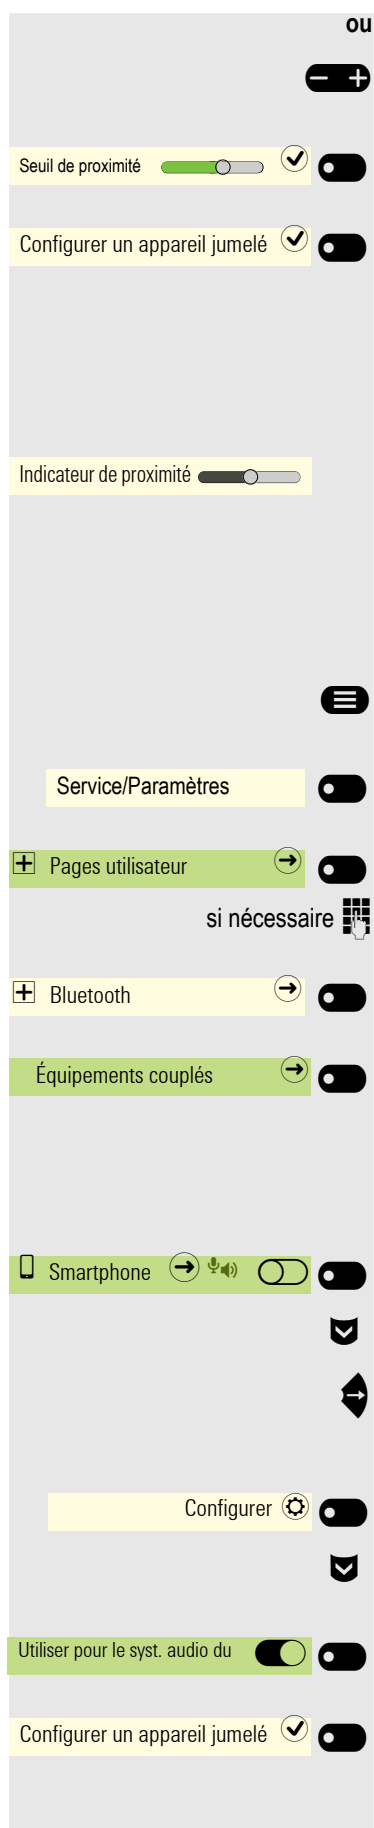 ou
Seuil de proximité
Configurer un appareil jumelé
Indicateur de proximité
Service/Paramètres
Pages utilisateur
si nécessaire
Bluetooth
Équipements couplés
Smartphone
Configurer
Utiliser pour le syst. audio du
Configurer un appareil jumelé